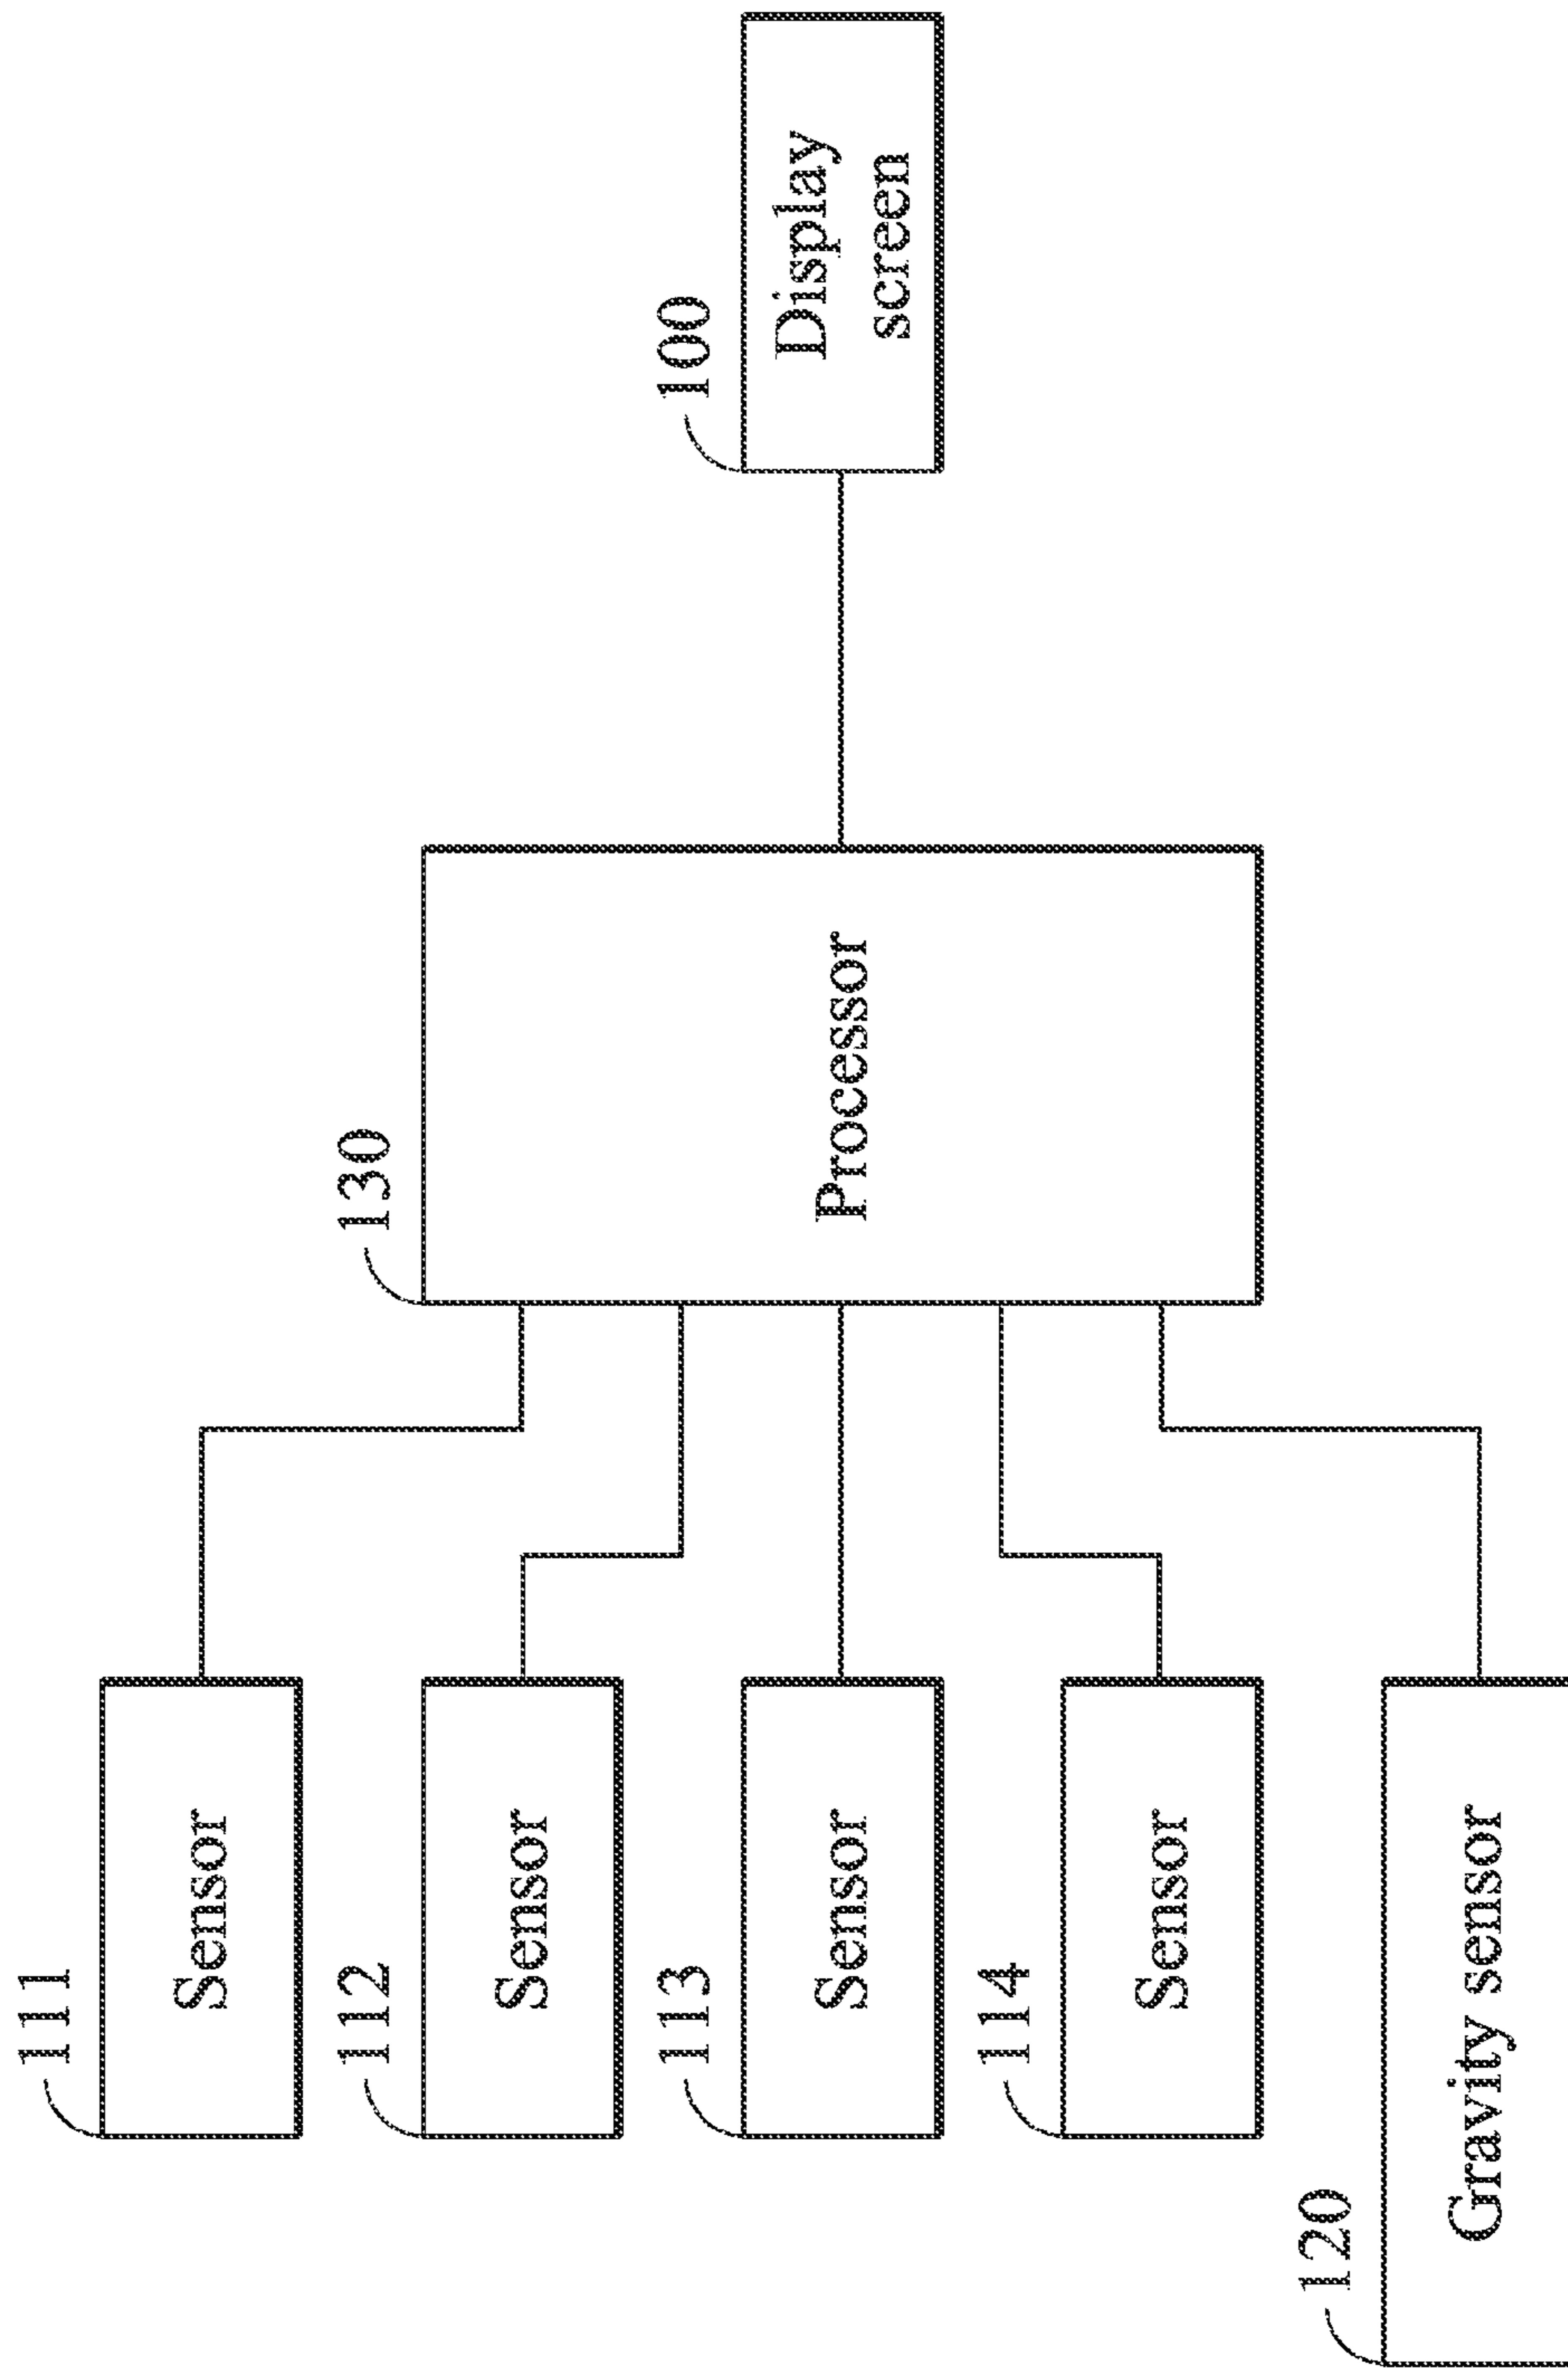 111
Sensor
112
Sensor
113
Sensor
114
Sensor
120
Gravity sensor
130
Processor
100
Display
screen